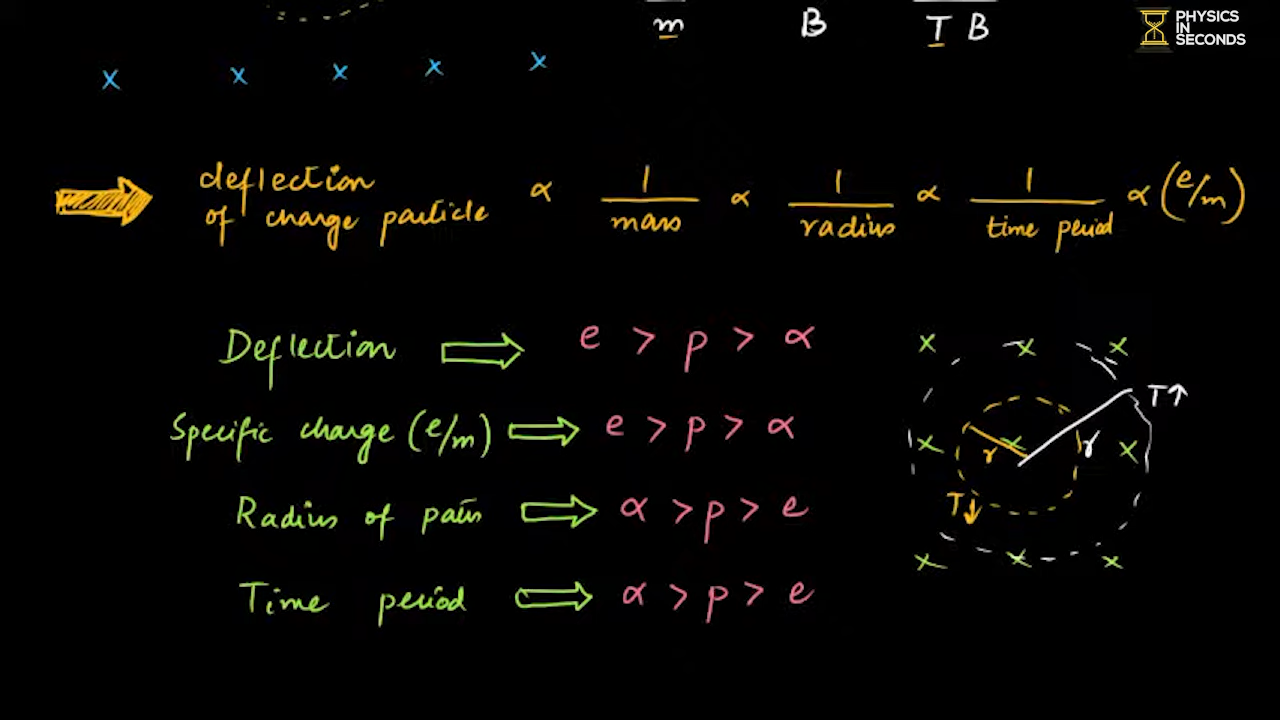 m B T B
PHYSICS
IN
SECONDS
x x x x x
deflection of charge particle ∝ 1/mass ∝ 1/radius ∝ 1/time period ∝ (e/m)
Deflection ⇒ e > p > α
Specific charge (e/m) ⇒ e > p > α
Radius of path ⇒ α > p > e
Time period ⇒ α > p > e
x x x
T↑
x x x
r r
T↓
x x x